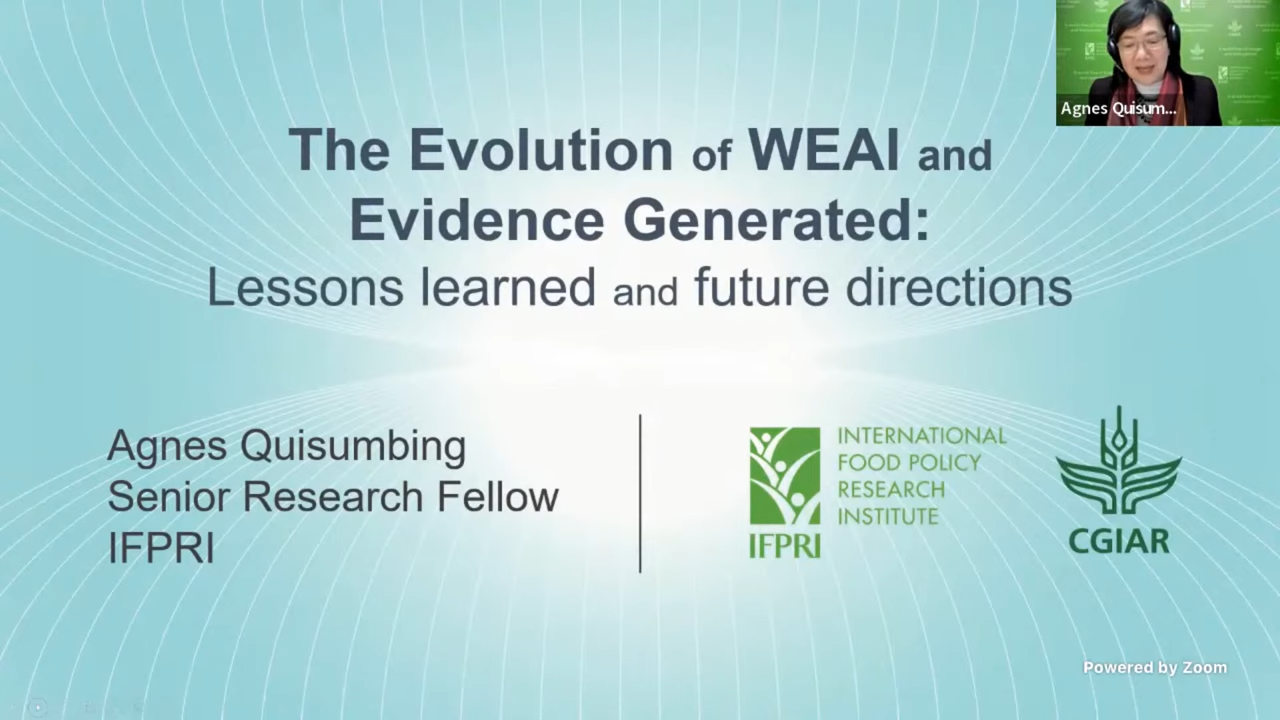 Agnes Quisum...
The Evolution of WEAI and
Evidence Generated:
Lessons learned and future directions
Agnes Quisumbing
Senior Research Fellow
IFPRI
INTERNATIONAL
FOOD POLICY
RESEARCH
INSTITUTE
IFPRI
CGIAR
Powered by Zoom